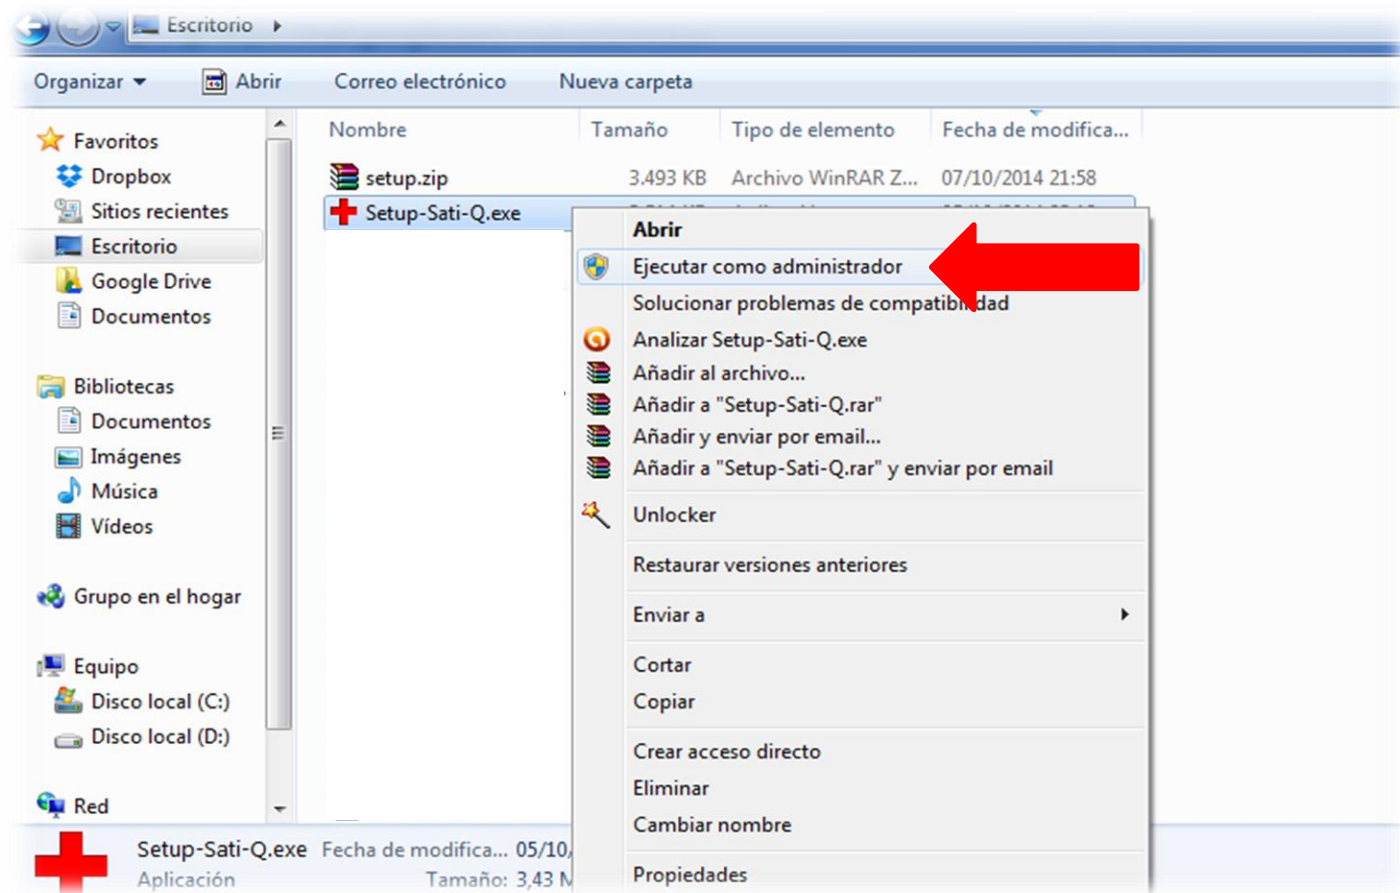 Escritorio
Organizar Abrir Correo electrónico Nueva carpeta
Nombre Tamaño Tipo de elemento Fecha de modifica...
Favoritos
Dropbox
Sitios recientes
Escritorio
Google Drive
Documentos
Bibliotecas
Documentos
Imágenes
Música
Vídeos
Grupo en el hogar
Equipo
Disco local (C:)
Disco local (D:)
Red
setup.zip 3.493 KB Archivo WinRAR Z... 07/10/2014 21:58
Setup-Sati-Q.exe
Abrir
Ejecutar como administrador
Solucionar problemas de compatibilidad
Analizar Setup-Sati-Q.exe
Añadir al archivo...
Añadir a "Setup-Sati-Q.rar"
Añadir y enviar por email...
Añadir a "Setup-Sati-Q.rar" y enviar por email
Unlocker
Restaurar versiones anteriores
Enviar a
Cortar
Copiar
Crear acceso directo
Eliminar
Cambiar nombre
Propiedades
Setup-Sati-Q.exe Fecha de modifica... 05/10/
Aplicación Tamaño: 3,43 M